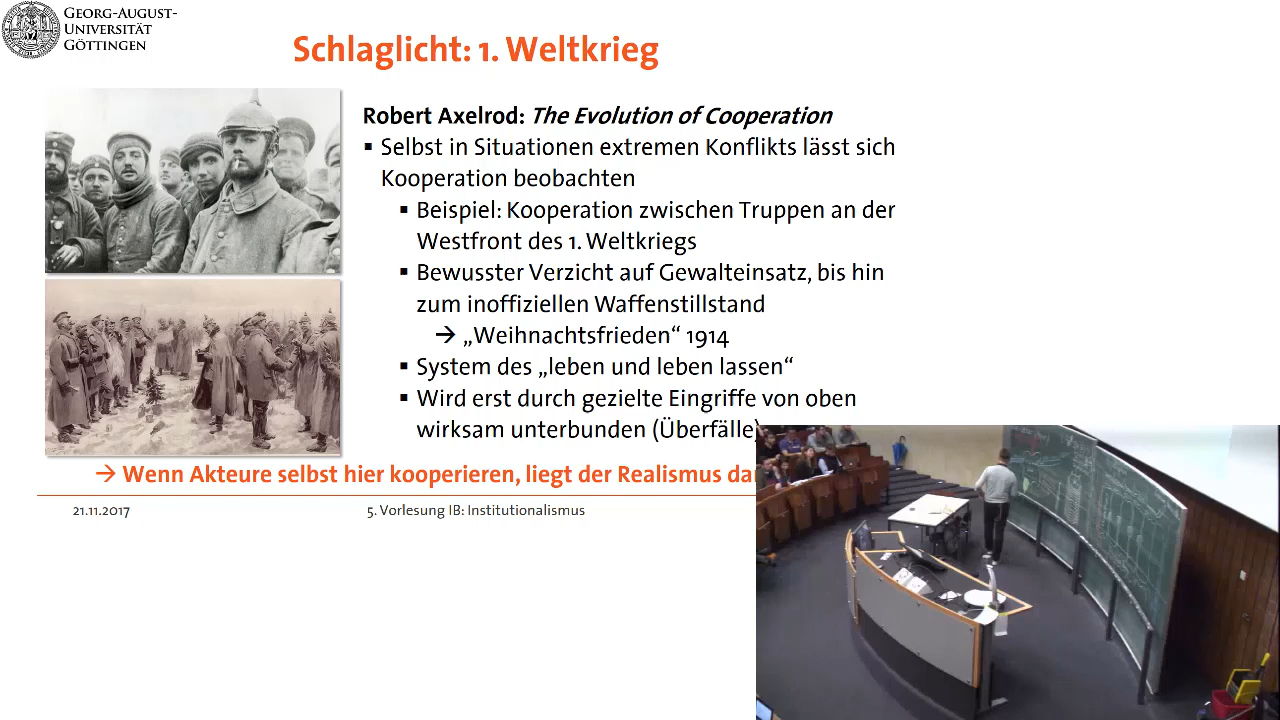 GEORG-AUGUST-
UNIVERSITÄT
GÖTTINGEN
Schlaglicht: 1. Weltkrieg
Robert Axelrod: The Evolution of Cooperation
▪ Selbst in Situationen extremen Konflikts lässt sich
Kooperation beobachten
▪ Beispiel: Kooperation zwischen Truppen an der
Westfront des 1. Weltkriegs
▪ Bewusster Verzicht auf Gewalteinsatz, bis hin
zum inoffiziellen Waffenstillstand
→ „Weihnachtsfrieden“ 1914
▪ System des „leben und leben lassen“
▪ Wird erst durch gezielte Eingriffe von oben
wirksam unterbunden (Überfälle)
→ Wenn Akteure selbst hier kooperieren, liegt der Realismus
21.11.2017
5. Vorlesung IB: Institutionalismus